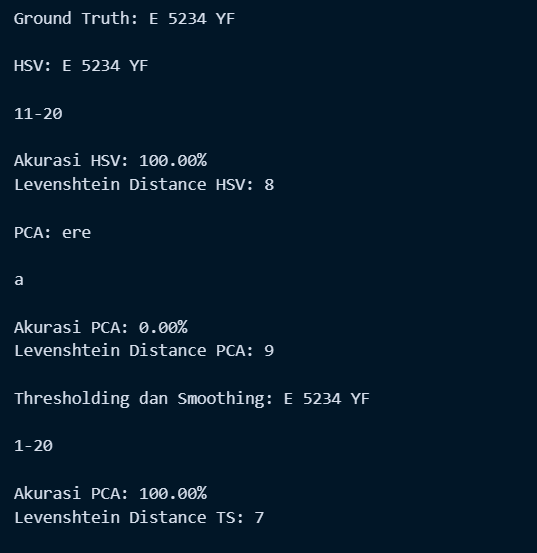 Ground Truth: E 5234 YF
HSV: E 5234 YF
11-20
Akurasi HSV: 100.00%
Levenshtein Distance HSV: 8
PCA: ere
a
Akurasi PCA: 0.00%
Levenshtein Distance PCA: 9
Thresholding dan Smoothing: E 5234 YF
1-20
Akurasi PCA: 100.00%
Levenshtein Distance TS: 7